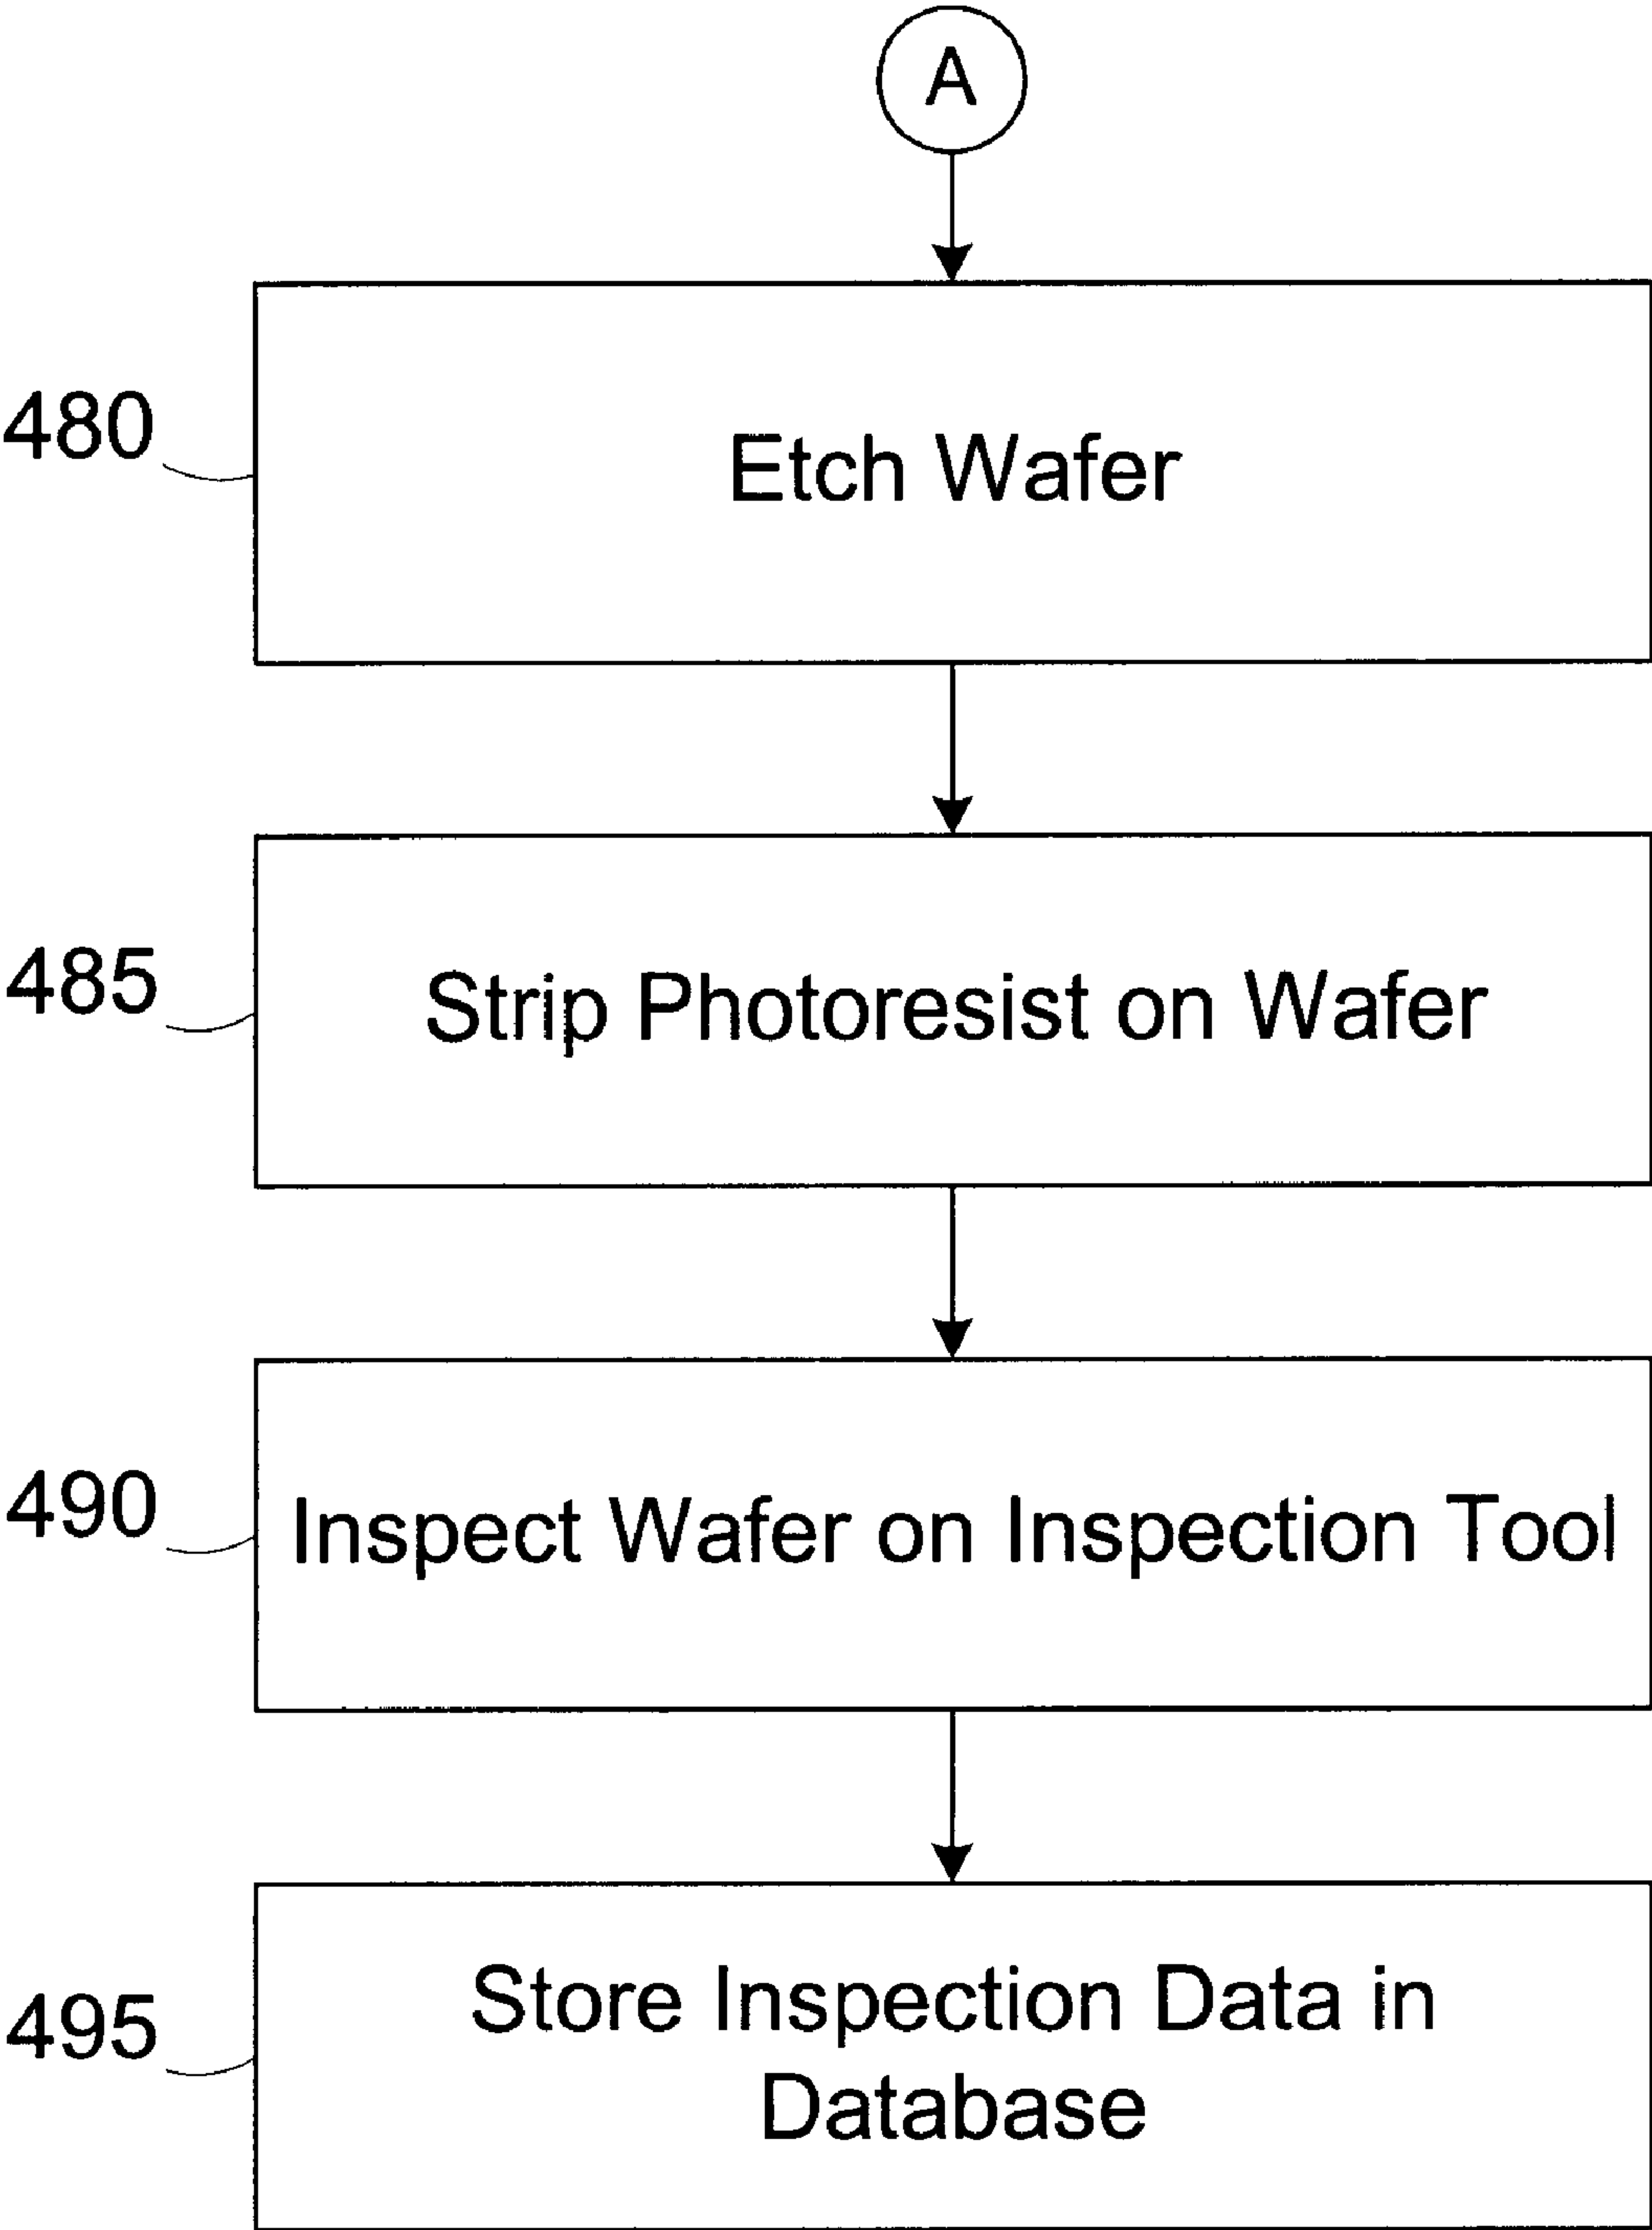 A
480
Etch Wafer
485
Strip Photoresist on Wafer
490
Inspect Wafer on Inspection Tool
495
Store Inspection Data in
Database